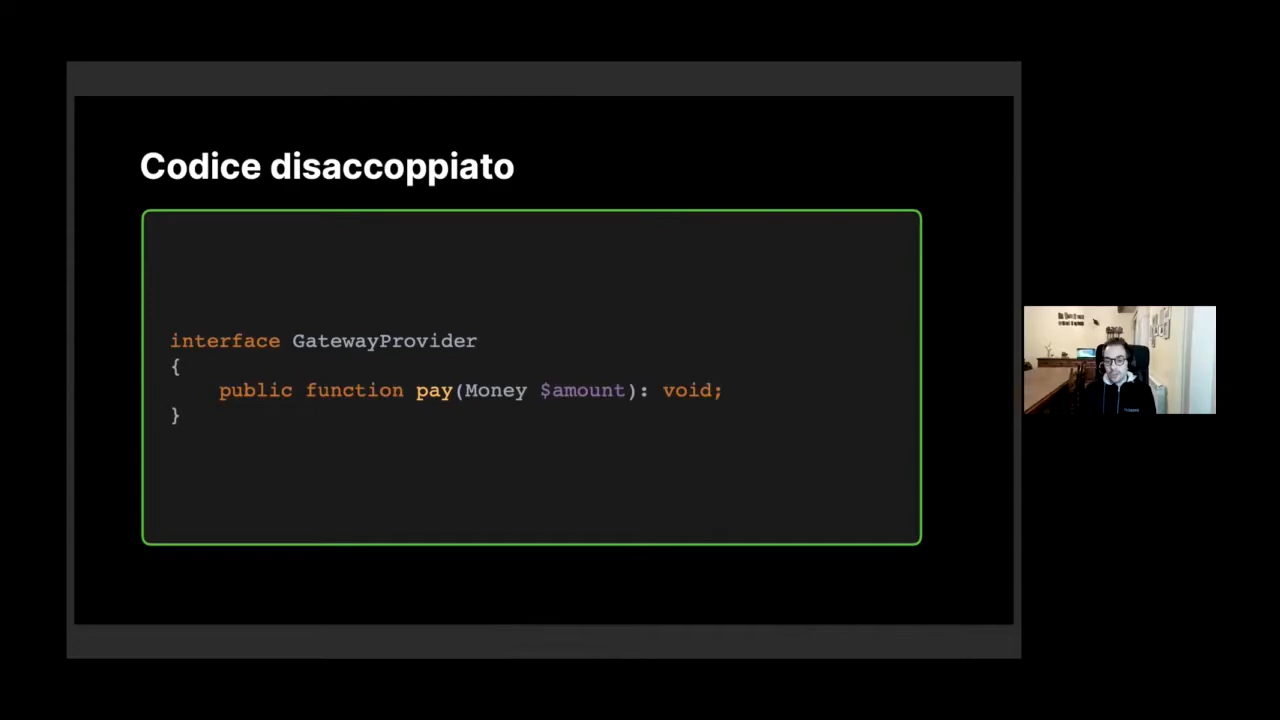 Codice disaccoppiato
interface GatewayProvider
{
    public function pay(Money $amount): void;
}